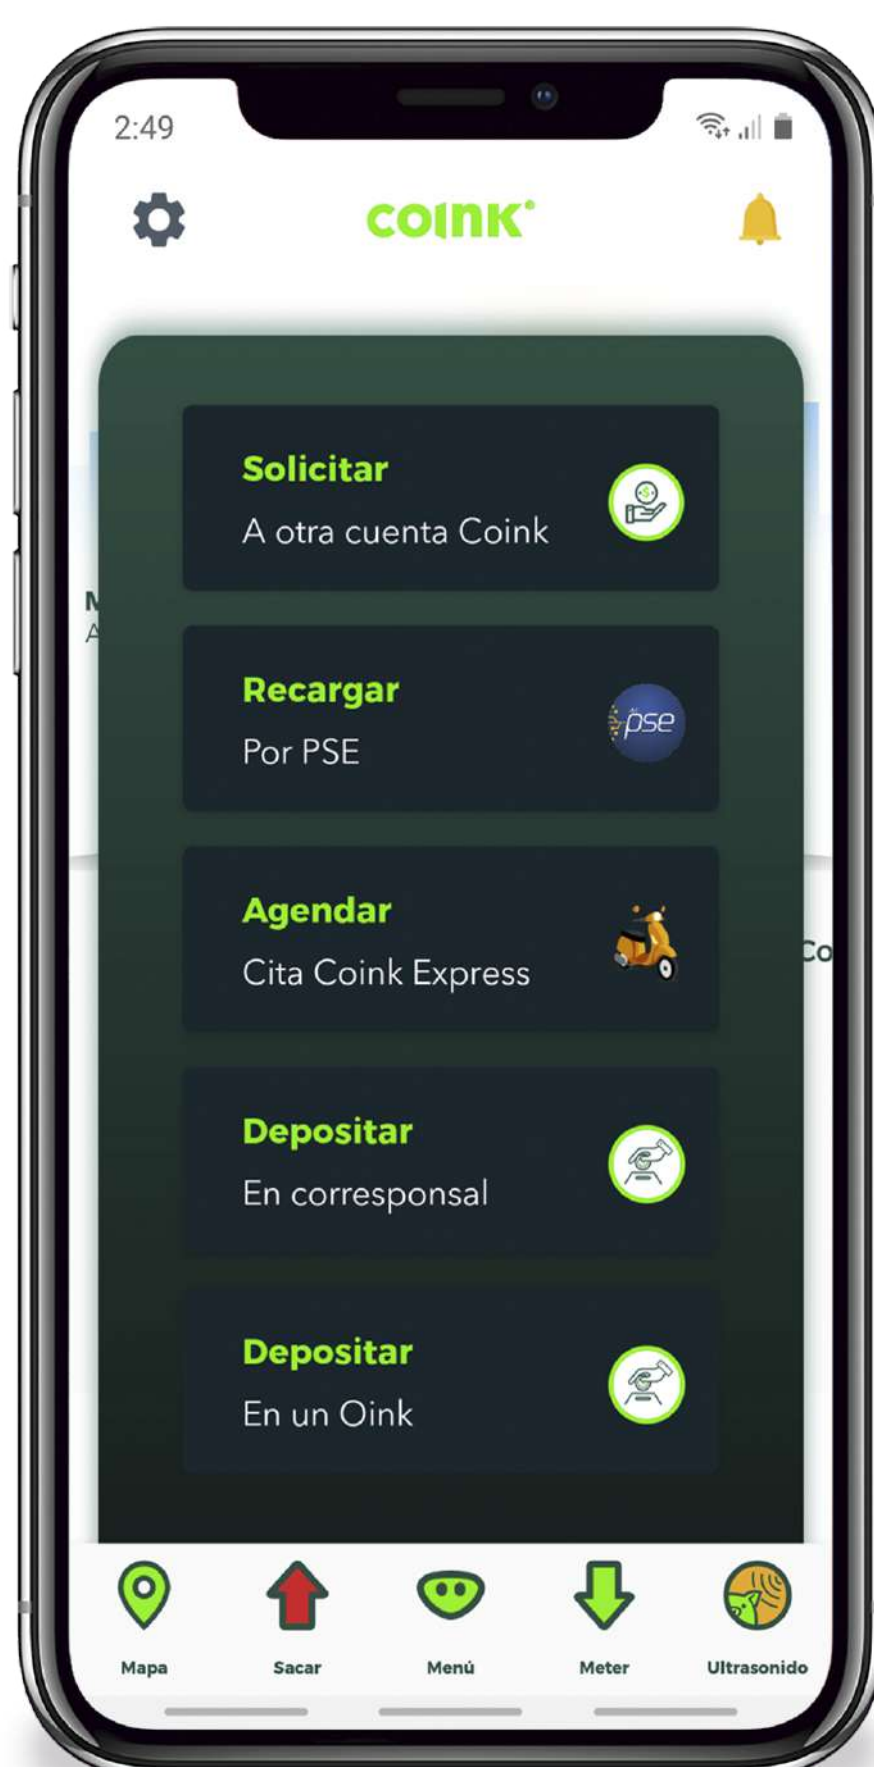 2:49
COINK
M
A
Solicitar
A otra cuenta Coink
Recargar
Por PSE
pse
Agendar
Cita Coink Express
Co
Depositar
En corresponsal
Depositar
En un Oink
Mapa
Sacar
Menú
Meter
Ultrasonido